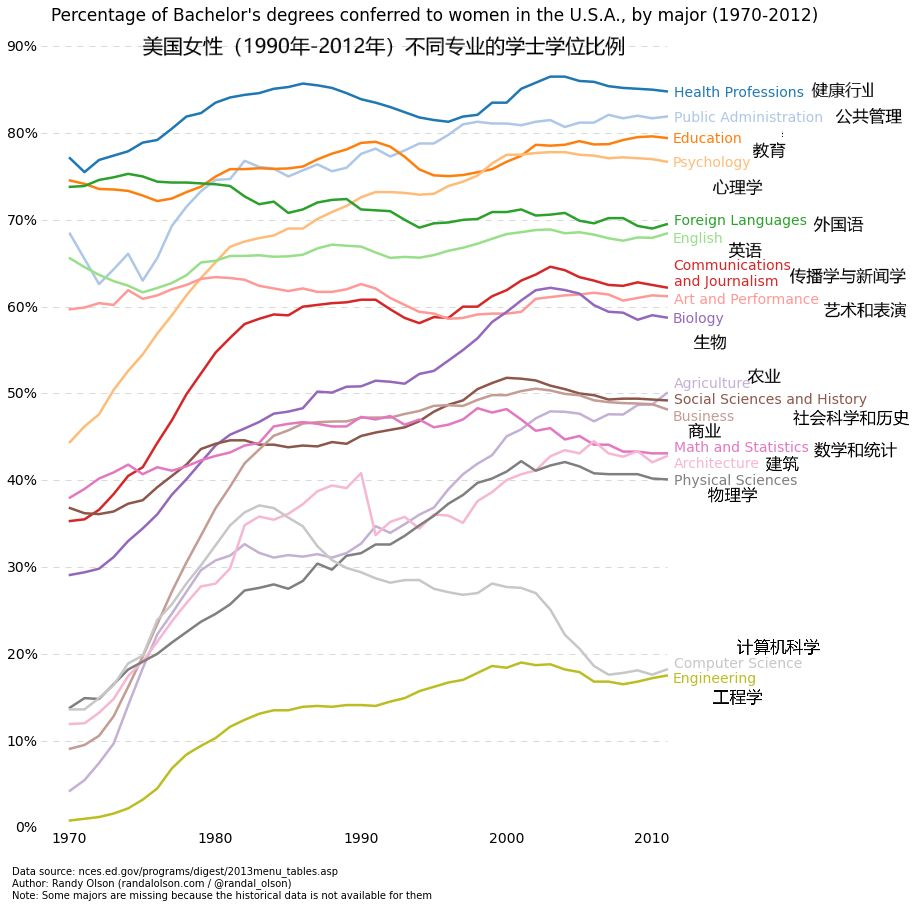 Percentage of Bachelor's degrees conferred to women in the U.S.A., by major (1970-2012)
美国女性（1990年-2012年）不同专业的学士学位比例
90%
80%
70%
60%
50%
40%
30%
20%
10%
0%
Health Professions 健康行业
Public Administration 公共管理
Education
教育
Psychology
心理学
Foreign Languages 外国语
English
英语
Communications
and Journalism 传播学与新闻学
Art and Performance
艺术和表演
Biology
生物
农业
Agriculture
Social Sciences and History
Business 社会科学和历史
商业
Math and Statistics 数学和统计
Architecture 建筑
Physical Sciences
物理学
计算机科学
Computer Science
Engineering
工程学
1970 1980 1990 2000 2010
Data source: nces.ed.gov/programs/digest/2013menu_tables.asp
Author: Randy Olson (randalolson.com / @randal_olson)
Note: Some majors are missing because the historical data is not available for them